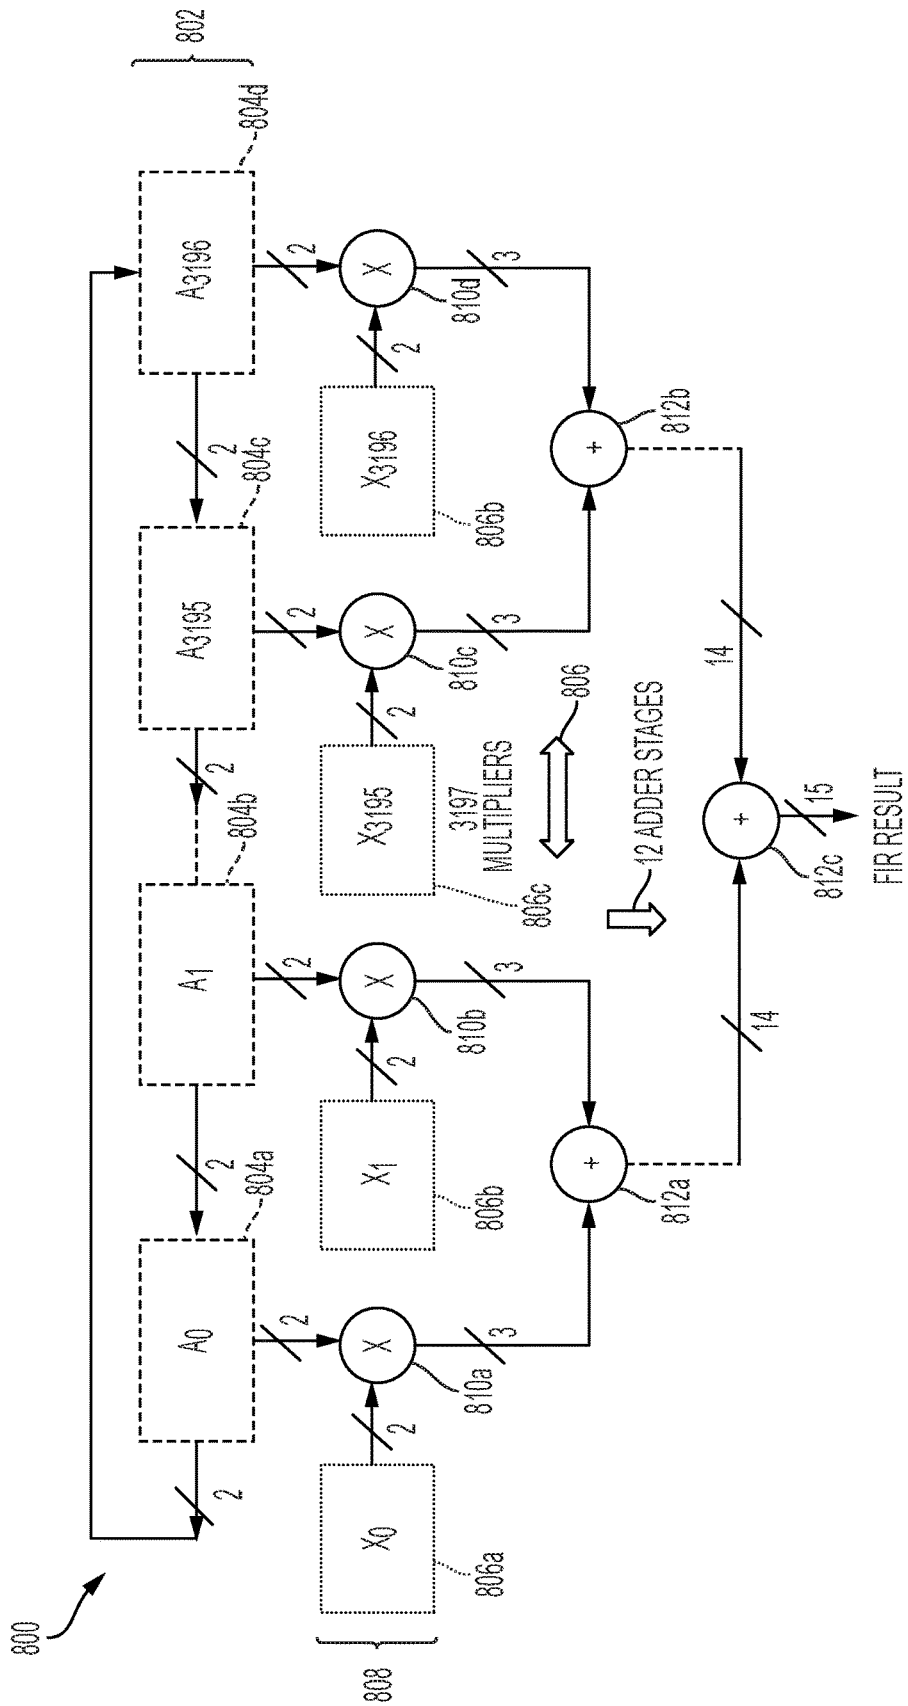 800
802
804a
804b
804c
804d
A0
A1
A3195
A3196
2
2
2
2
2
2
2
2
808
X0
X1
X3195
X3196
806a
806b
806c
806b
2
2
2
2
X
X
X
X
810a
810b
810c
810d
3
3
3
3
3197
MULTIPLIERS
806
12 ADDER STAGES
+
+
812a
812b
14
14
+
812c
15
FIR RESULT